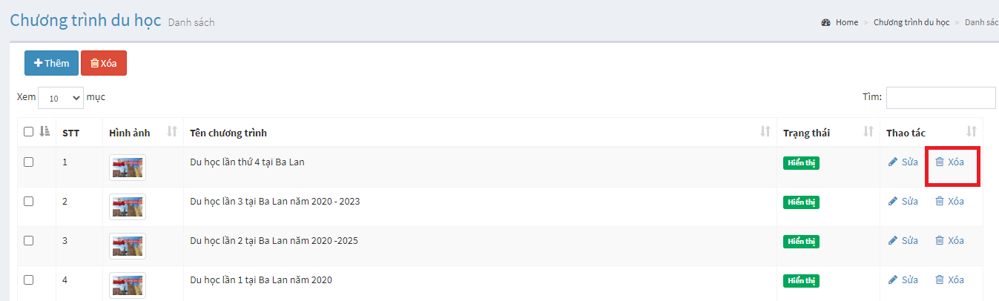 Chương trình du học Danh sách
Home > Chương trình du học > Danh sác
Thêm Xóa
Xem 10 mục
Tìm:
STT Hình ảnh Tên chương trình Trạng thái Thao tác
1 Du học lần thứ 4 tại Ba Lan Hiển thị Sửa Xóa
2 Du học lần 3 tại Ba Lan năm 2020 - 2023 Hiển thị Sửa Xóa
3 Du học lần 2 tại Ba Lan năm 2020 -2025 Hiển thị Sửa Xóa
4 Du học lần 1 tại Ba Lan năm 2020 Hiển thị Sửa Xóa